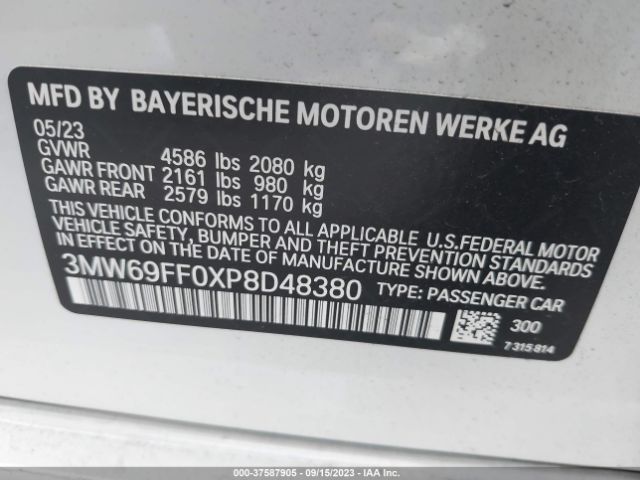 MFD BY BAYERISCHE MOTOREN WERKE AG
05/23
GVWR 4586 lbs 2080 kg
GAWR FRONT 2161 lbs 980 kg
GAWR REAR 2579 lbs 1170 kg
THIS VEHICLE CONFORMS TO ALL APPLICABLE U.S.FEDERAL MOTOR
VEHICLE SAFETY, BUMPER, AND THEFT PREVENTION STANDARDS IN
EFFECT ON THE DATE OF MANUFACTURE SHOWN ABOVE.
3MW69FF0XP8D48380 TYPE: PASSENGER CAR
300
7 315 814
000-37587905 - 09/15/2023 - IAA Inc.